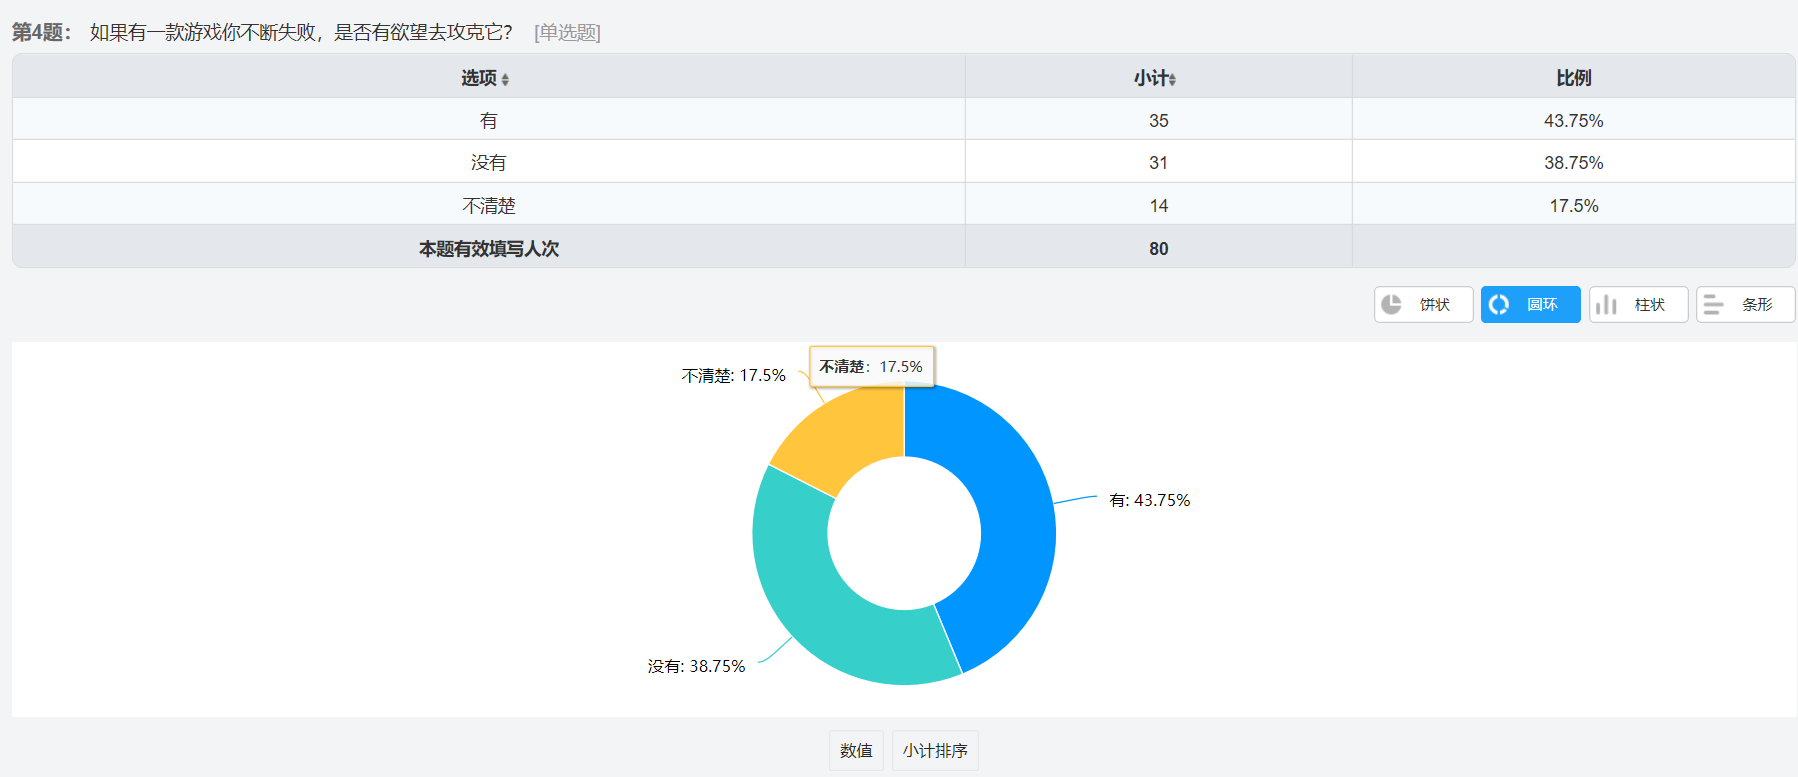 第4题： 如果有一款游戏你不断失败，是否有欲望去攻克它？ [单选题]
选项 小计 比例
有 35 43.75%
没有 31 38.75%
不清楚 14 17.5%
本题有效填写人次 80
饼状 圆环 柱状 条形
不清楚: 17.5%
不清楚：17.5%
有: 43.75%
没有: 38.75%
数值 小计排序